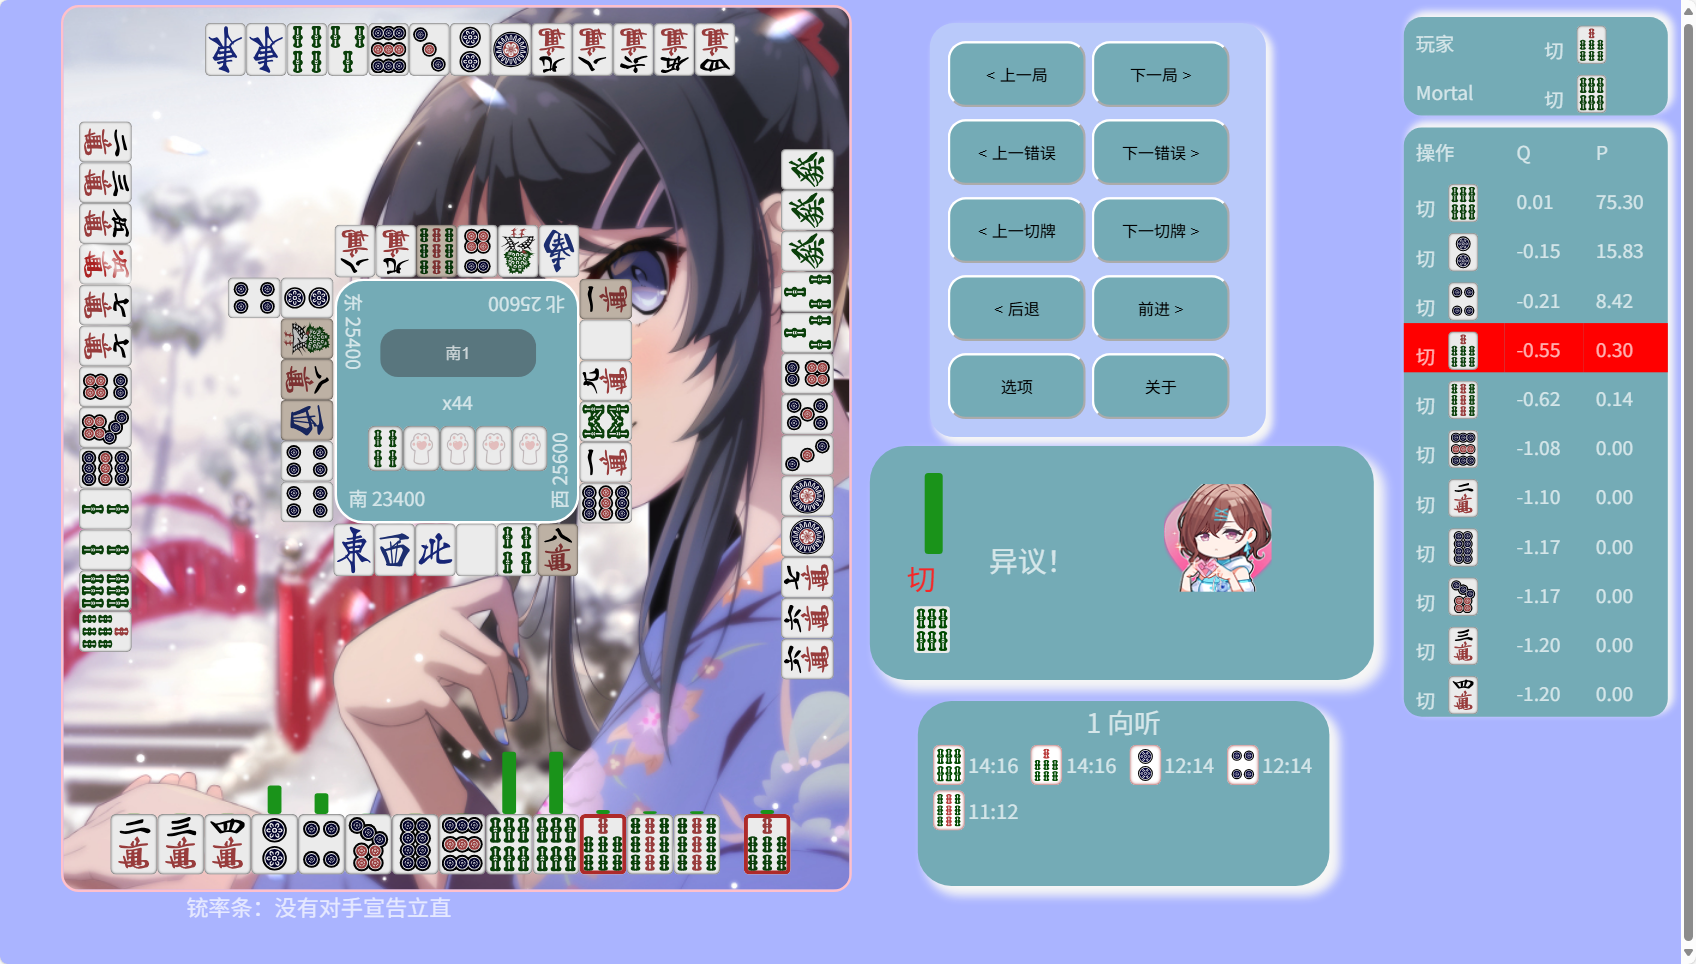 < 上一局
下一局 >
< 上一错误
下一错误 >
< 上一切牌
下一切牌 >
< 后退
前进 >
选项
关于
玩家 切
Mortal 切
操作 Q P
切 0.01 75.30
切 -0.15 15.83
切 -0.21 8.42
切 -0.55 0.30
切 -0.62 0.14
切 -1.08 0.00
切 -1.10 0.00
切 -1.17 0.00
切 -1.17 0.00
切 -1.20 0.00
切 -1.20 0.00
北 25600
东 25400
南1
x44
西 25600
南 23400
异议！
切
1 向听
14:16 14:16 12:14 12:14
11:12
铳率条：没有对手宣告立直